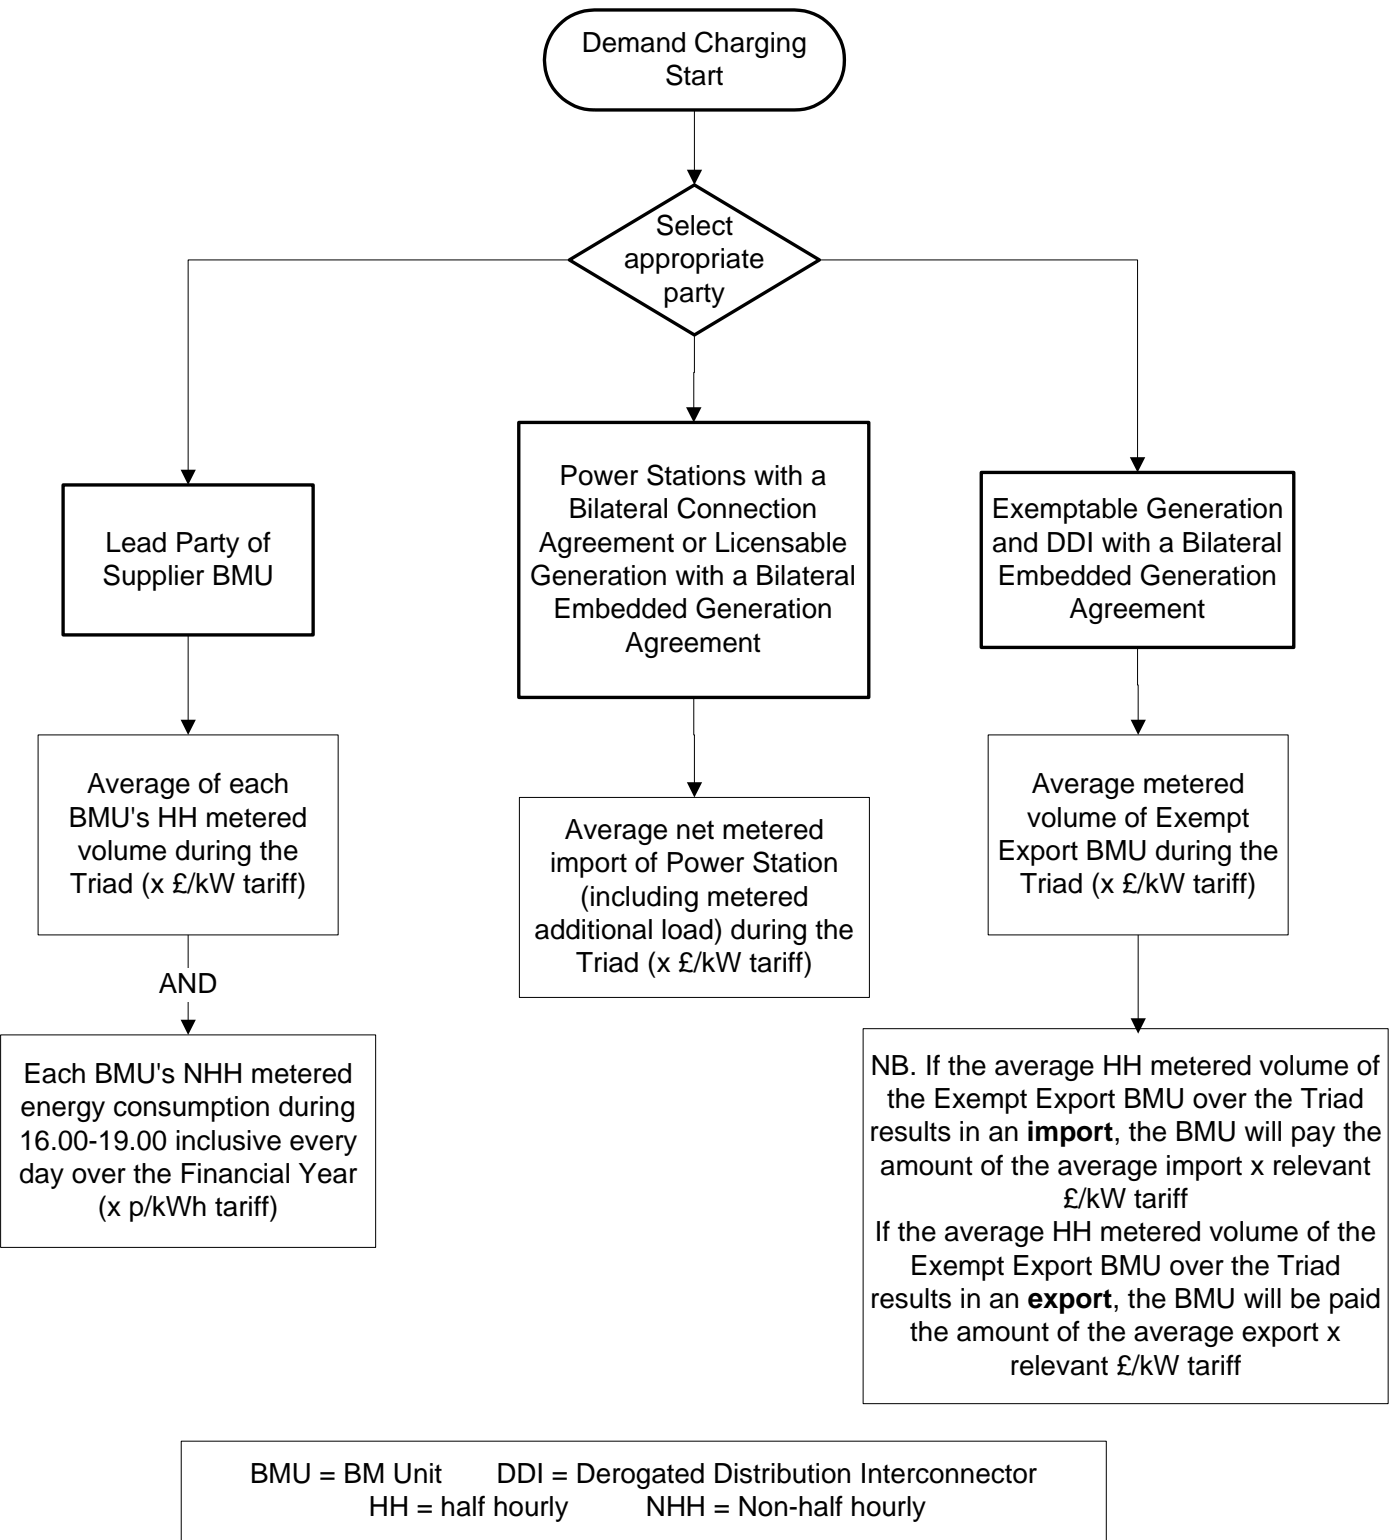 Demand Charging
Start
Select
appropriate
party
Lead Party of
Supplier BMU
Power Stations with a
Bilateral Connection
Agreement or Licensable
Generation with a Bilateral
Embedded Generation
Agreement
Exemptable Generation
and DDI with a Bilateral
Embedded Generation
Agreement
Average of each
BMU's HH metered
volume during the
Triad (x £/kW tariff)
AND
Each BMU's NHH metered
energy consumption during
16.00-19.00 inclusive every
day over the Financial Year
(x p/kWh tariff)
Average net metered
import of Power Station
(including metered
additional load) during the
Triad (x £/kW tariff)
Average metered
volume of Exempt
Export BMU during the
Triad (x £/kW tariff)
NB. If the average HH metered volume of
the Exempt Export BMU over the Triad
results in an import, the BMU will pay the
amount of the average import x relevant
£/kW tariff
If the average HH metered volume of the
Exempt Export BMU over the Triad
results in an export, the BMU will be paid
the amount of the average export x
relevant £/kW tariff
BMU = BM Unit DDI = Derogated Distribution Interconnector
HH = half hourly NHH = Non-half hourly